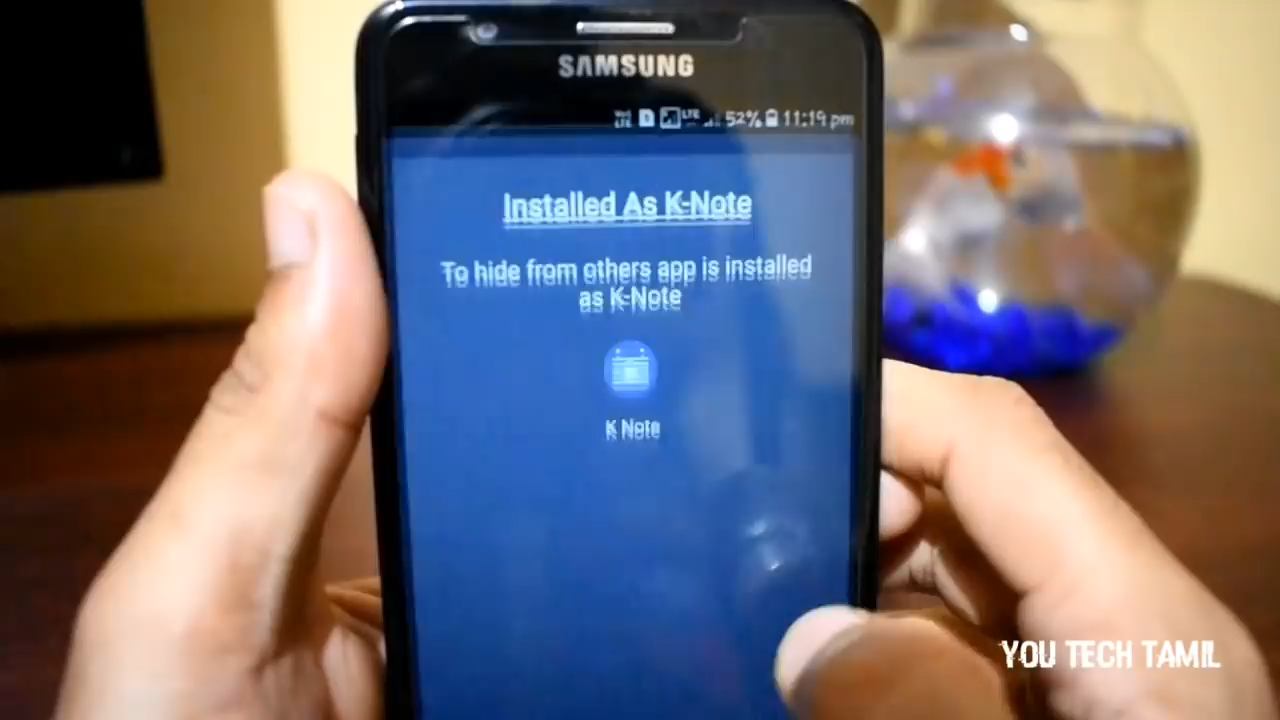 SAMSUNG
LTE 52% 11:19 pm
Installed As K-Note
To hide from others app is installed
as K-Note
K Note
YOU TECH TAMIL